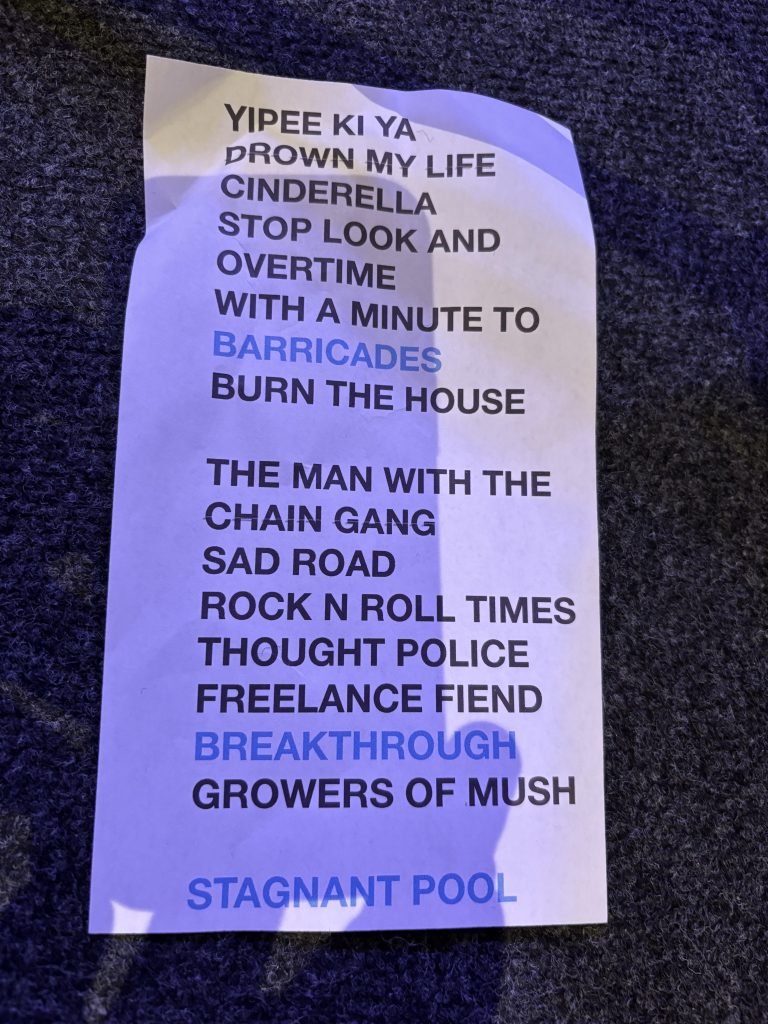 YIPEE KI YA
DROWN MY LIFE
CINDERELLA
STOP LOOK AND
OVERTIME
WITH A MINUTE TO
BARRICADES
BURN THE HOUSE
THE MAN WITH THE
CHAIN GANG
SAD ROAD
ROCK N ROLL TIMES
THOUGHT POLICE
FREELANCE FIEND
BREAKTHROUGH
GROWERS OF MUSH
STAGNANT POOL